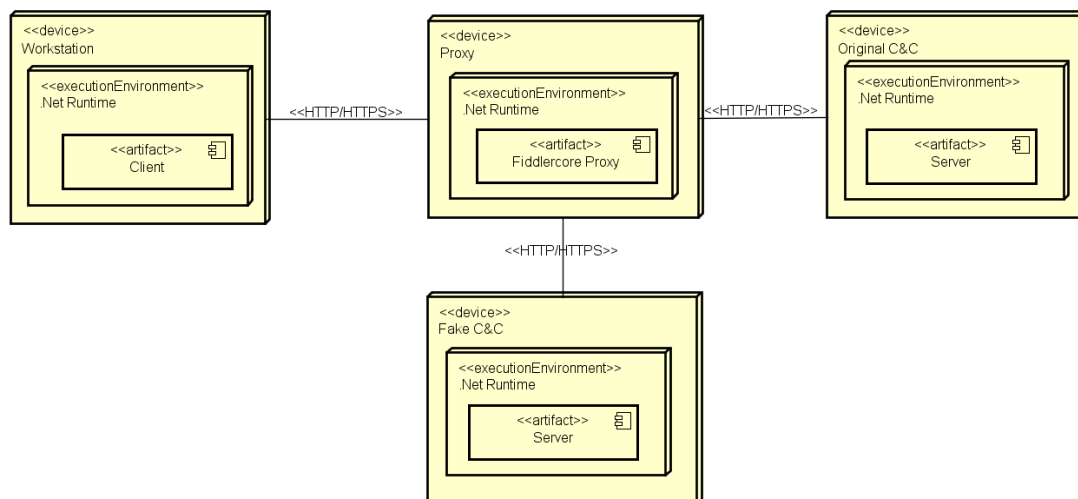 <<device>>
Workstation
<<executionEnvironment>>
.Net Runtime
<<artifact>>
Client
<<HTTP/HTTPS>>
<<device>>
Proxy
<<executionEnvironment>>
.Net Runtime
<<artifact>>
Fiddlercore Proxy
<<HTTP/HTTPS>>
<<device>>
Original C&C
<<executionEnvironment>>
.Net Runtime
<<artifact>>
Server
<<HTTP/HTTPS>>
<<device>>
Fake C&C
<<executionEnvironment>>
.Net Runtime
<<artifact>>
Server